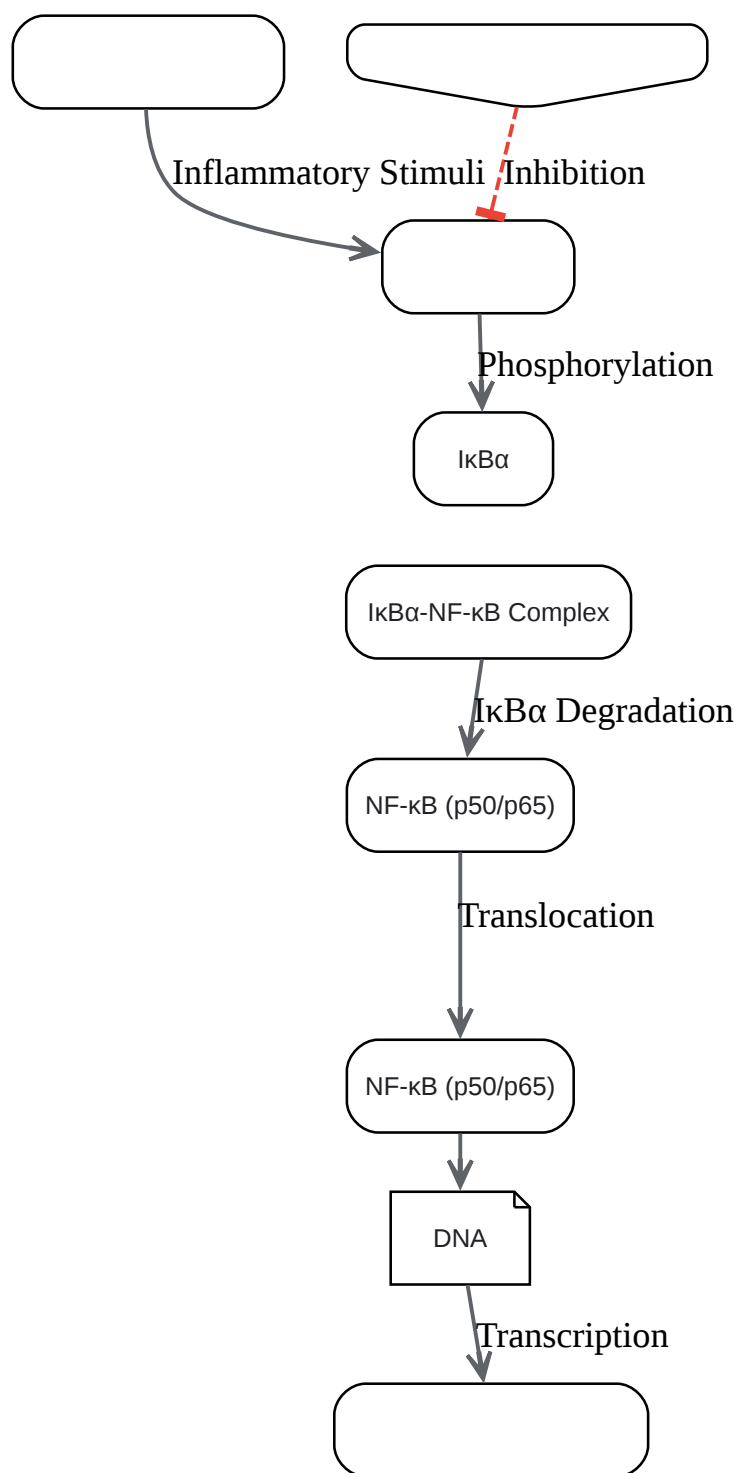 Inflammatory Stimuli
Inhibition
Phosphorylation
IκBα
IκBα-NF-κB Complex
IκBα Degradation
NF-κB (p50/p65)
Translocation
NF-κB (p50/p65)
DNA
Transcription